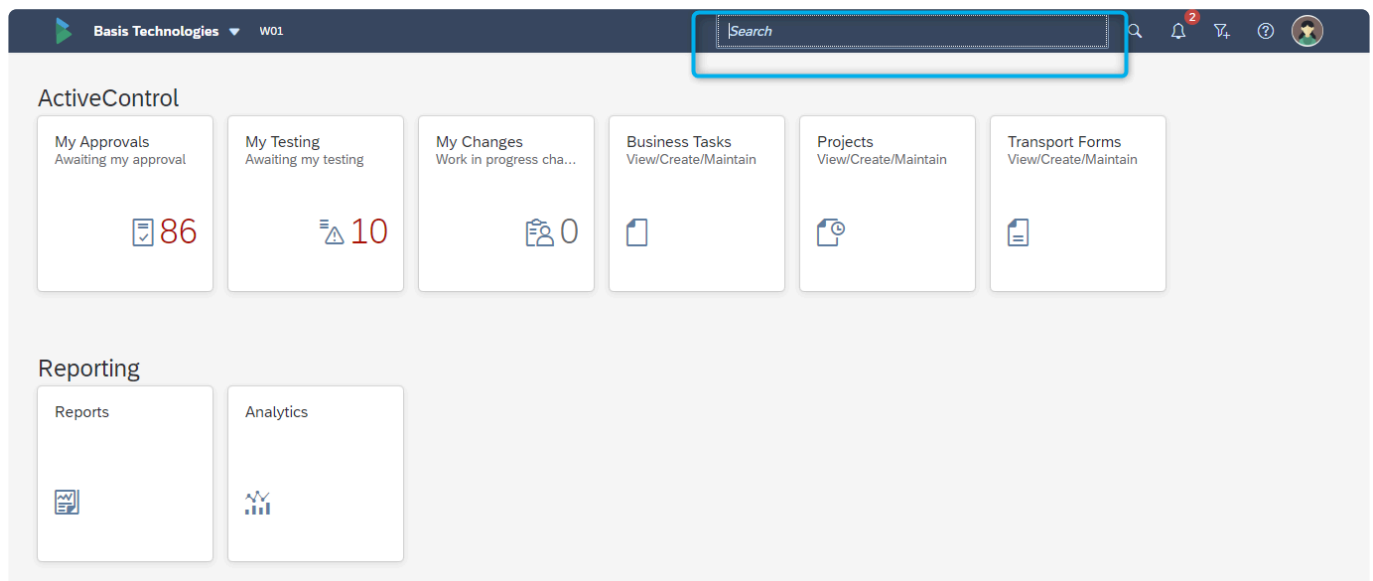 Basis Technologies W01 Search 2
ActiveControl
My Approvals
Awaiting my approval
86
My Testing
Awaiting my testing
10
My Changes
Work in progress cha...
0
Business Tasks
View/Create/Maintain
Projects
View/Create/Maintain
Transport Forms
View/Create/Maintain
Reporting
Reports
Analytics